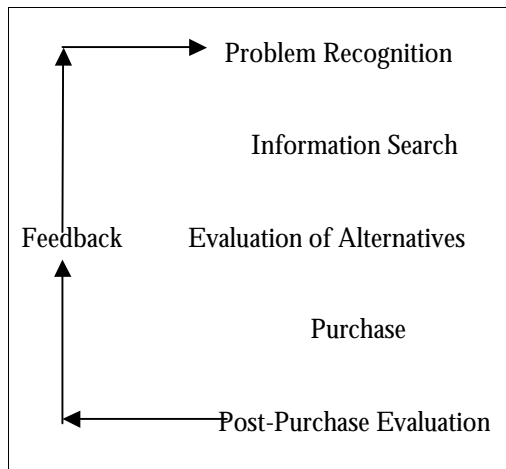 Problem Recognition
Information Search
Feedback
Evaluation of Alternatives
Purchase
Post-Purchase Evaluation